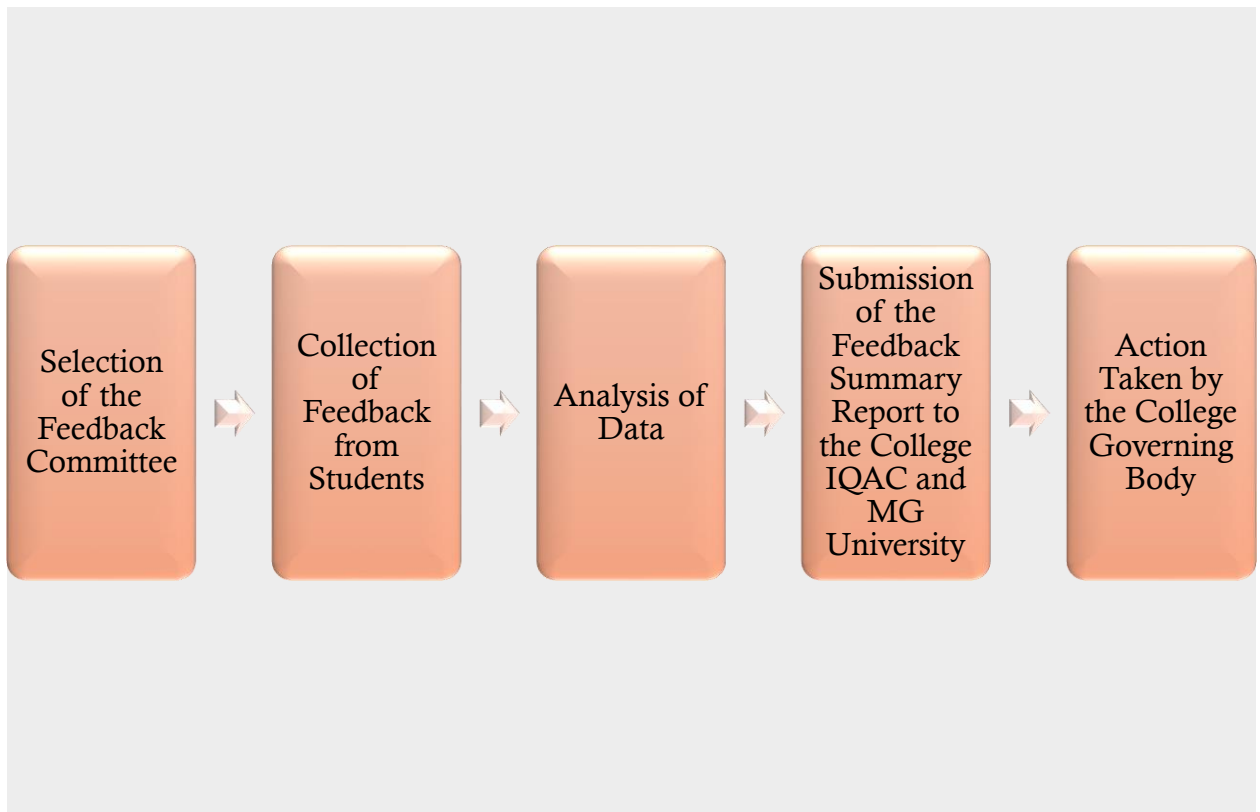 Selection
of the
Feedback
Committee
Collection
of
Feedback
from
Students
Analysis of
Data
Submission
of the
Feedback
Summary
Report to
the College
IQAC and
MG
University
Action
Taken by
the College
Governing
Body